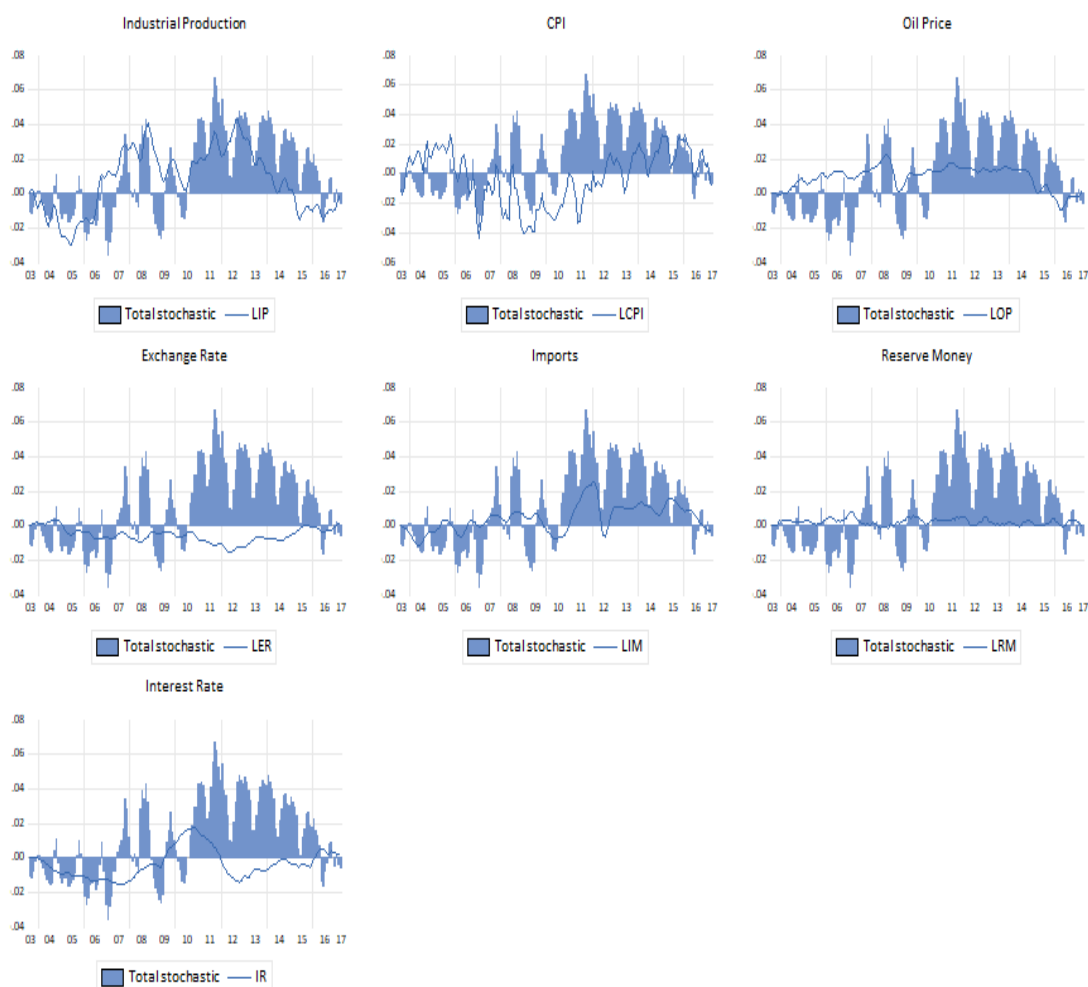 Industrial Production
.08
.06
.04
.02
.00
-.02
-.04
03 04 05 06 07 08 09 10 11 12 13 14 15 16 17
Total stochastic LIP
CPI
.08
.06
.04
.02
.00
-.02
-.04
-.06
03 04 05 06 07 08 09 10 11 12 13 14 15 16 17
Total stochastic LCPI
Oil Price
.08
.06
.04
.02
.00
-.02
-.04
03 04 05 06 07 08 09 10 11 12 13 14 15 16 17
Total stochastic LOP
Exchange Rate
.08
.06
.04
.02
.00
-.02
-.04
03 04 05 06 07 08 09 10 11 12 13 14 15 16 17
Total stochastic LER
Imports
.08
.06
.04
.02
.00
-.02
-.04
03 04 05 06 07 08 09 10 11 12 13 14 15 16 17
Total stochastic LIM
Reserve Money
.08
.06
.04
.02
.00
-.02
-.04
03 04 05 06 07 08 09 10 11 12 13 14 15 16 17
Total stochastic LRM
Interest Rate
.08
.06
.04
.02
.00
-.02
-.04
03 04 05 06 07 08 09 10 11 12 13 14 15 16 17
Total stochastic IR